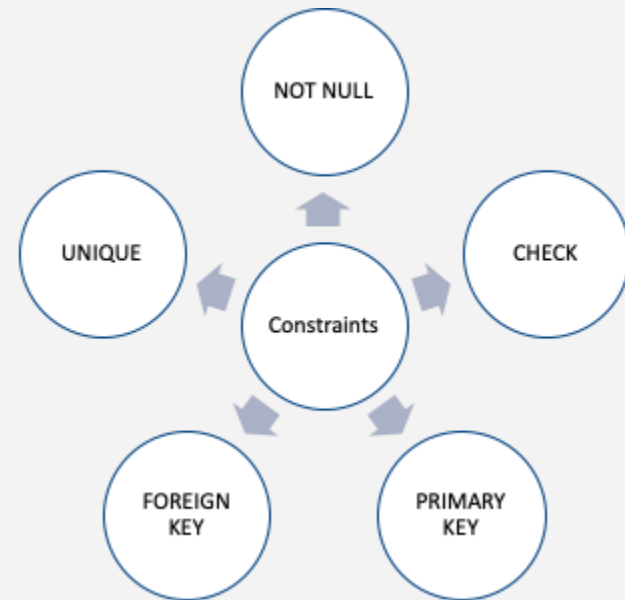 NOT NULL
UNIQUE
CHECK
Constraints
FOREIGN
KEY
PRIMARY
KEY